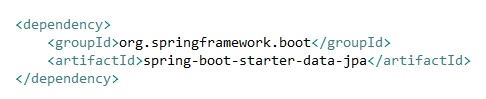 <dependency>
    <groupId>org.springframework.boot</groupId>
    <artifactId>spring-boot-starter-data-jpa</artifactId>
</dependency>